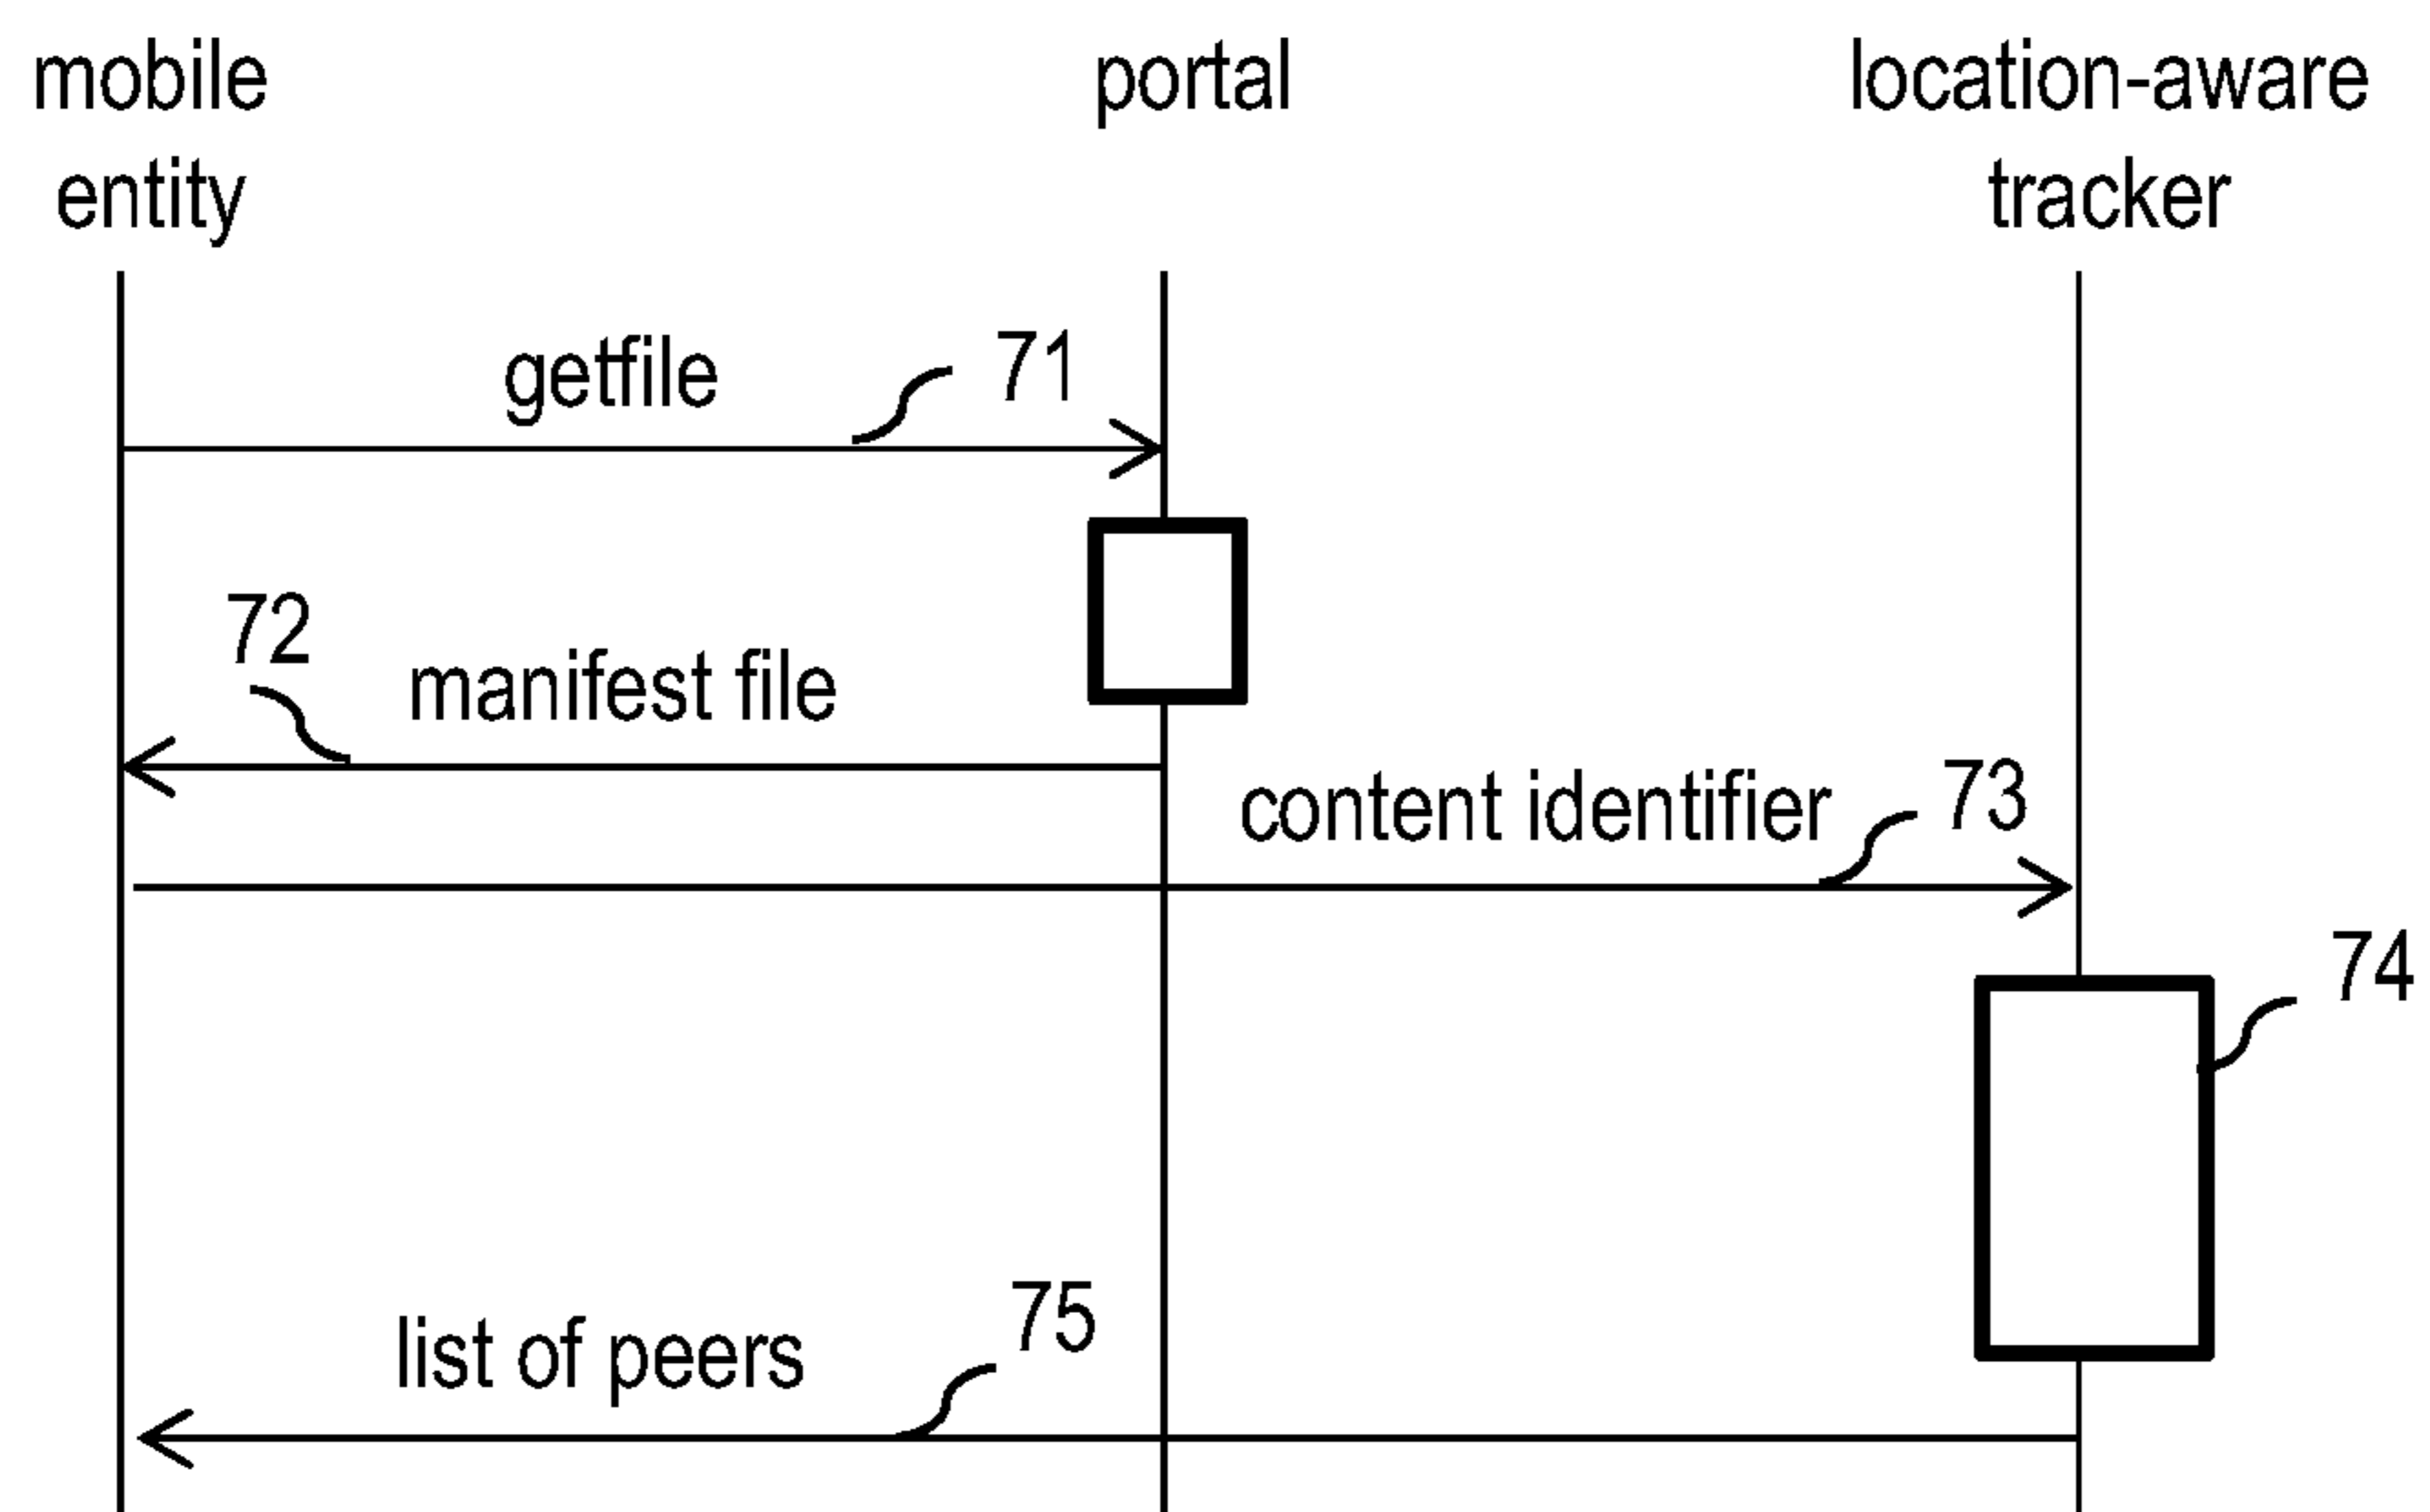 mobile
entity
portal
location-aware
tracker
getfile
71
72
manifest file
content identifier
73
74
list of peers
75